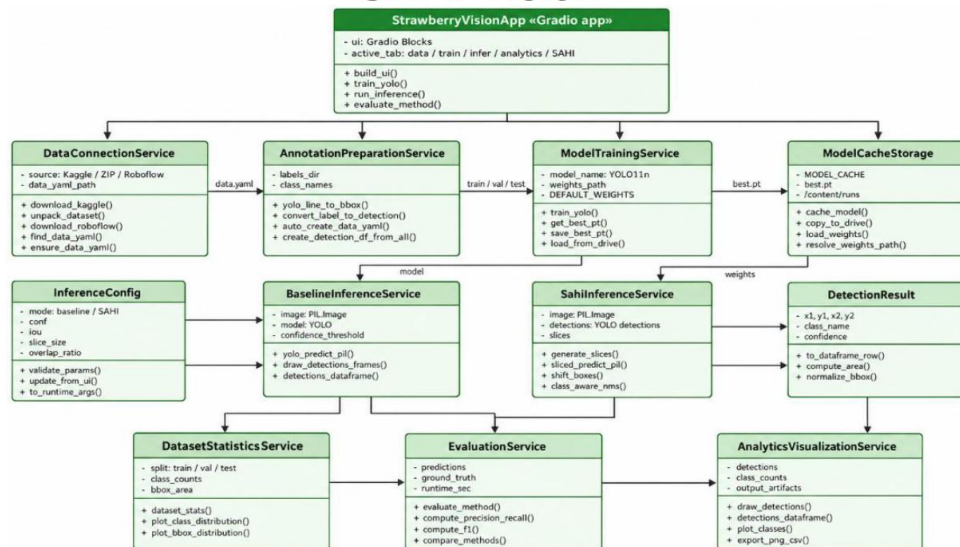 StrawberryVisionApp «Gradio app»
- ui: Gradio Blocks
- active_tab: data / train / infer / analytics / SAHI
+ build_ui()
+ train_yolo()
+ run_inference()
+ evaluate_method()
DataConnectionService
- source: Kaggle / ZIP / Roboflow
- data_yaml_path
+ download_kaggle()
+ unpack_dataset()
+ download_roboflow()
+ find_data_yaml()
+ ensure_data_yaml()
data.yaml
AnnotationPreparationService
- labels_dir
- class_names
+ yolo_line_to_bbox()
+ convert_label_to_detection()
+ auto_create_data_yaml()
+ create_detection_df_from_all()
train / val / test
ModelTrainingService
- model_name: YOLO11n
- weights_path
- DEFAULT_WEIGHTS
+ train_yolo()
+ get_best_pt()
+ save_best_pt()
+ load_from_drive()
best.pt
ModelCacheStorage
- MODEL_CACHE
- best.pt
- /content/runs
+ cache_model()
+ copy_to_drive()
+ load_weights()
+ resolve_weights_path()
model
weights
InferenceConfig
- mode: baseline / SAHI
- conf
- iou
- slice_size
- overlap_ratio
+ validate_params()
+ update_from_ui()
+ to_runtime_args()
BaselineInferenceService
- image: PIL.Image
- model: YOLO
- confidence_threshold
+ yolo_predict_pil()
+ draw_detections_frames()
+ detections_dataframe()
SahiInferenceService
- image: PIL.Image
- detections: YOLO detections
- slices
+ generate_slices()
+ sliced_predict_pil()
+ shift_boxes()
+ class_aware_nms()
DetectionResult
- x1, y1, x2, y2
- class_name
- confidence
+ to_dataframe_row()
+ compute_area()
+ normalize_bbox()
DatasetStatisticsService
- split: train / val / test
- class_counts
- bbox_area
+ dataset_stats()
+ plot_class_distribution()
+ plot_bbox_distribution()
EvaluationService
- predictions
- ground_truth
- runtime_sec
+ evaluate_method()
+ compute_precision_recall()
+ compute_f1()
+ compare_methods()
AnalyticsVisualizationService
- detections
- class_counts
- output_artifacts
+ draw_detections()
+ detections_dataframe()
+ plot_classes()
+ export_png_csv()